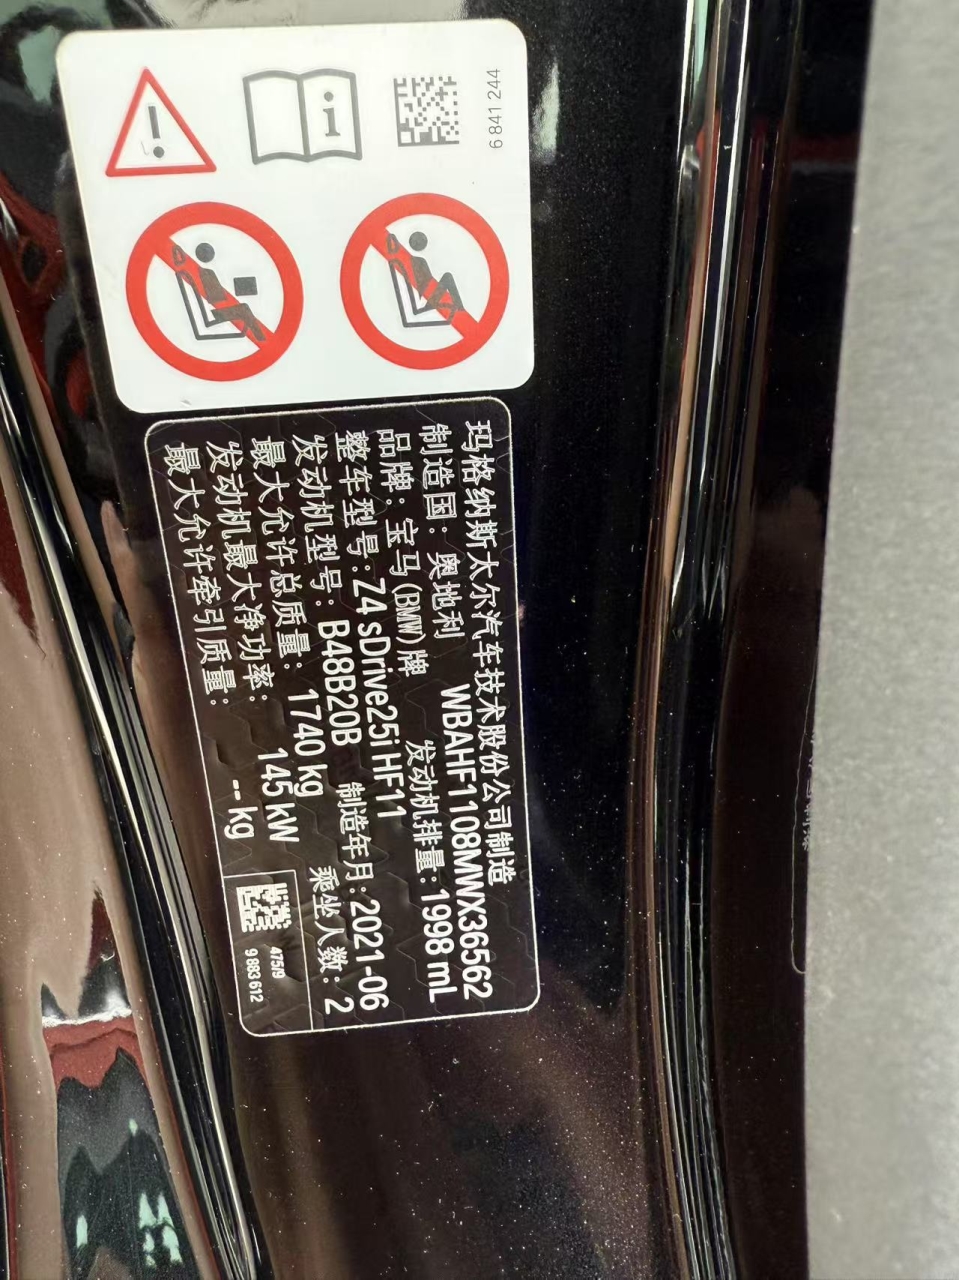 6 841 244
玛格纳斯太尔汽车技术股份公司制造
制造国：奥地利 WBAHF1108MWX36562
品牌：宝马(BMW)牌 发动机排量：1998 mL
整车型号：Z4 sDrive25i HF11
发动机型号：B48B20B 制造年月：2021-06
最大允许总质量：1740 kg 乘坐人数：2
发动机最大净功率：145 kW
最大允许牵引质量：-- kg
475/9
9 883 612